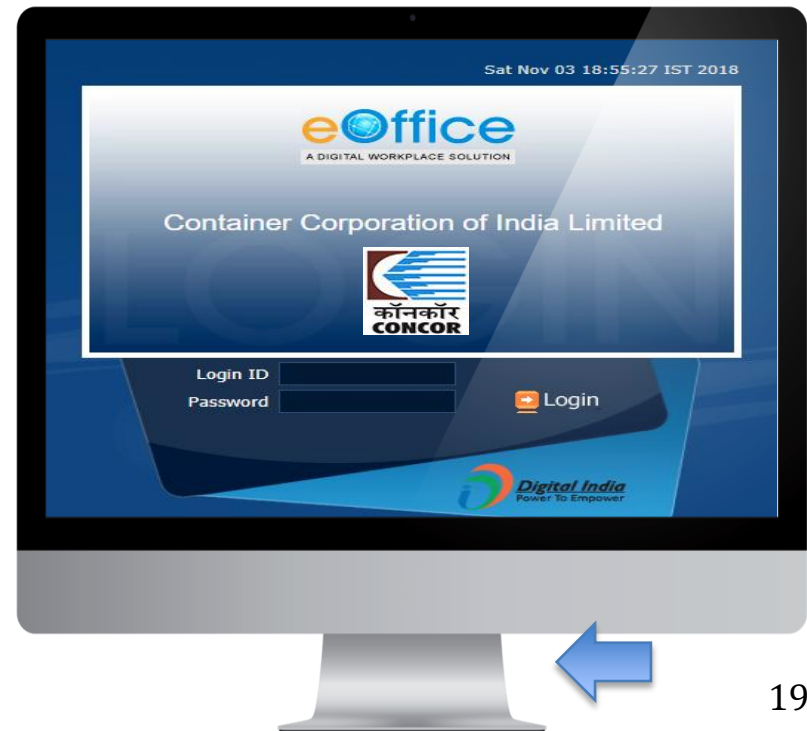 Sat Nov 03 18:55:27 IST 2018
eOffice
A DIGITAL WORKPLACE SOLUTION
Container Corporation of India Limited
कॉनकॉर
CONCOR
LOGIN
Login ID
Password
Login
Digital India
Power To Empower
19